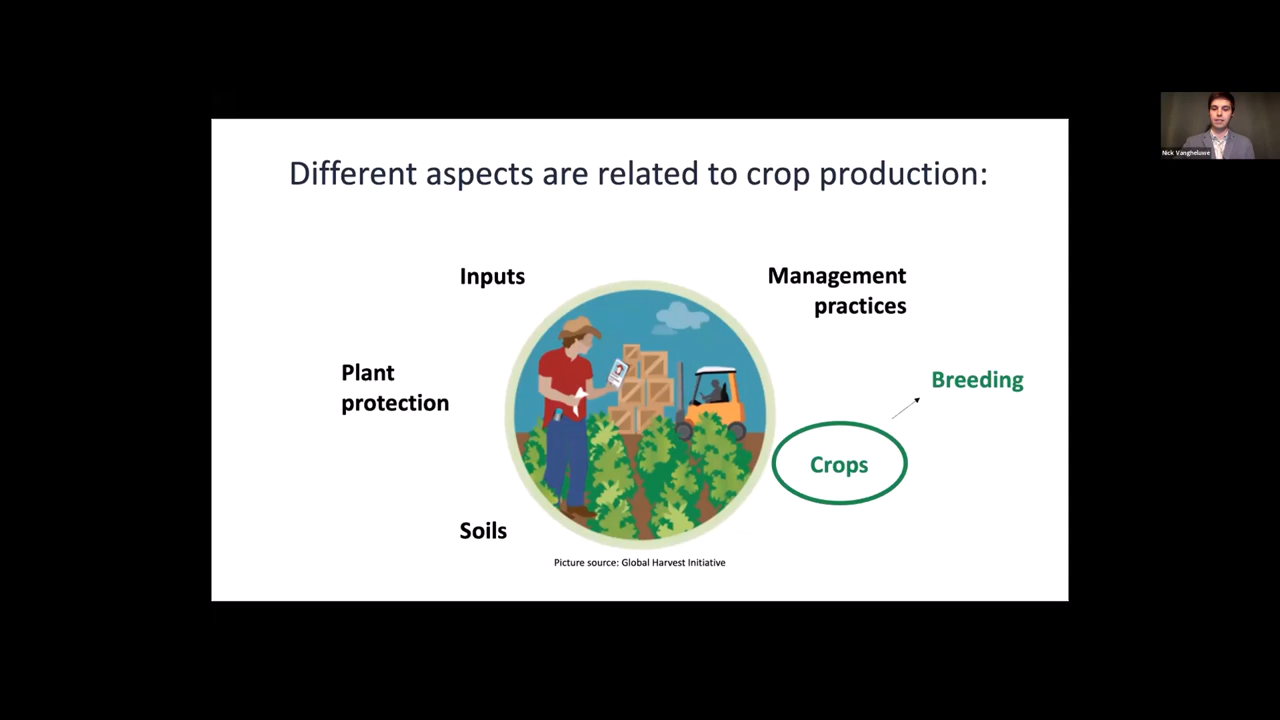 Different aspects are related to crop production:
Inputs
Management
practices
Plant
protection
Breeding
Crops
Soils
Picture source: Global Harvest Initiative
Nick Vangheluwe